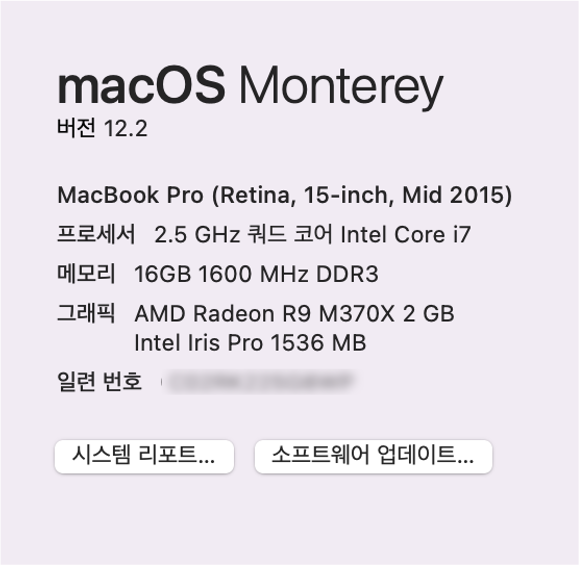 macOS Monterey
버전 12.2
MacBook Pro (Retina, 15-inch, Mid 2015)
프로세서 2.5 GHz 쿼드 코어 Intel Core i7
메모리 16GB 1600 MHz DDR3
그래픽 AMD Radeon R9 M370X 2 GB
Intel Iris Pro 1536 MB
일련 번호
시스템 리포트... 소프트웨어 업데이트...